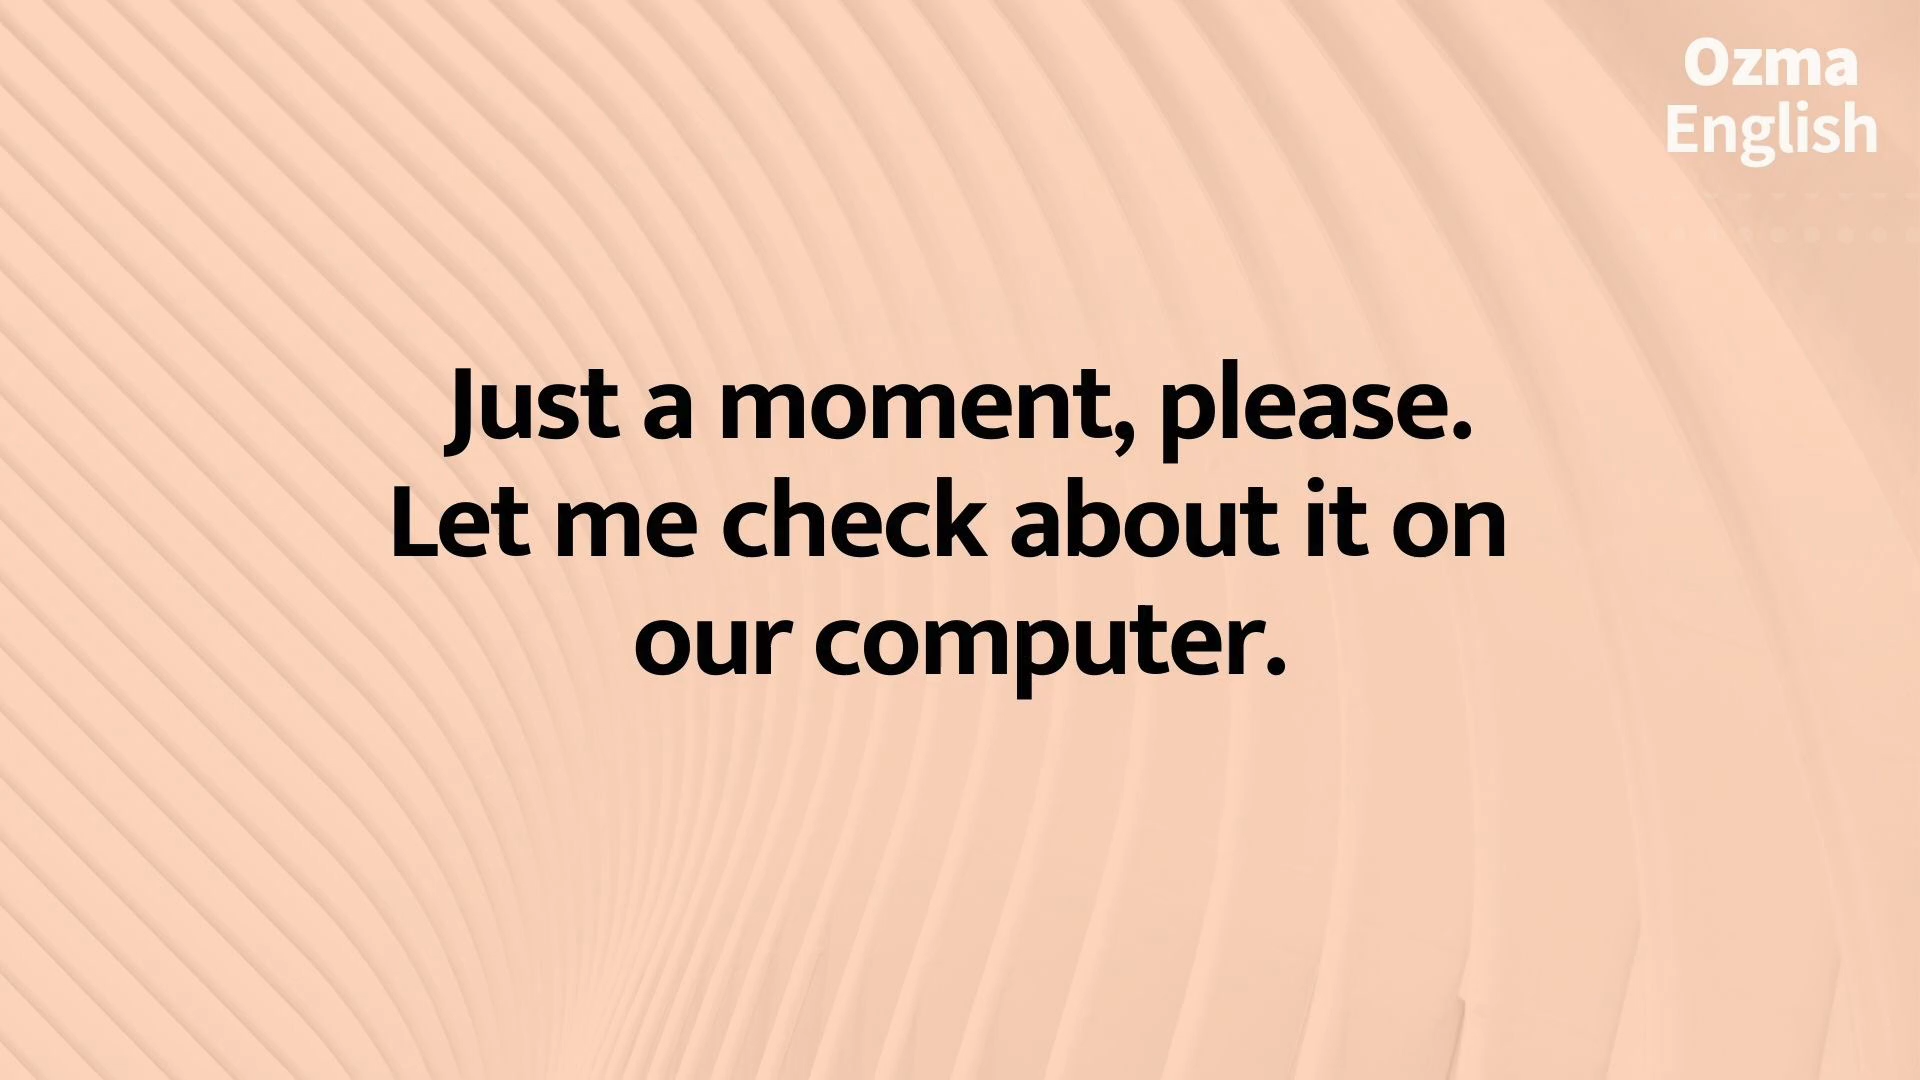 Ozma
English
Just a moment, please.
Let me check about it on
our computer.